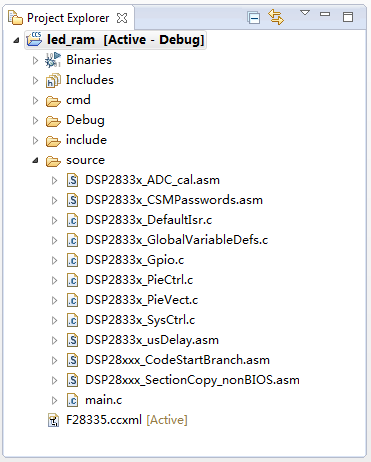 Project Explorer
led_ram [Active - Debug]
Binaries
Includes
cmd
Debug
include
source
DSP2833x_ADC_cal.asm
DSP2833x_CSMPasswords.asm
DSP2833x_DefaultIsr.c
DSP2833x_GlobalVariableDefs.c
DSP2833x_Gpio.c
DSP2833x_PieCtrl.c
DSP2833x_PieVect.c
DSP2833x_SysCtrl.c
DSP2833x_usDelay.asm
DSP28xxx_CodeStartBranch.asm
DSP28xxx_SectionCopy_nonBIOS.asm
main.c
F28335.ccxml [Active]